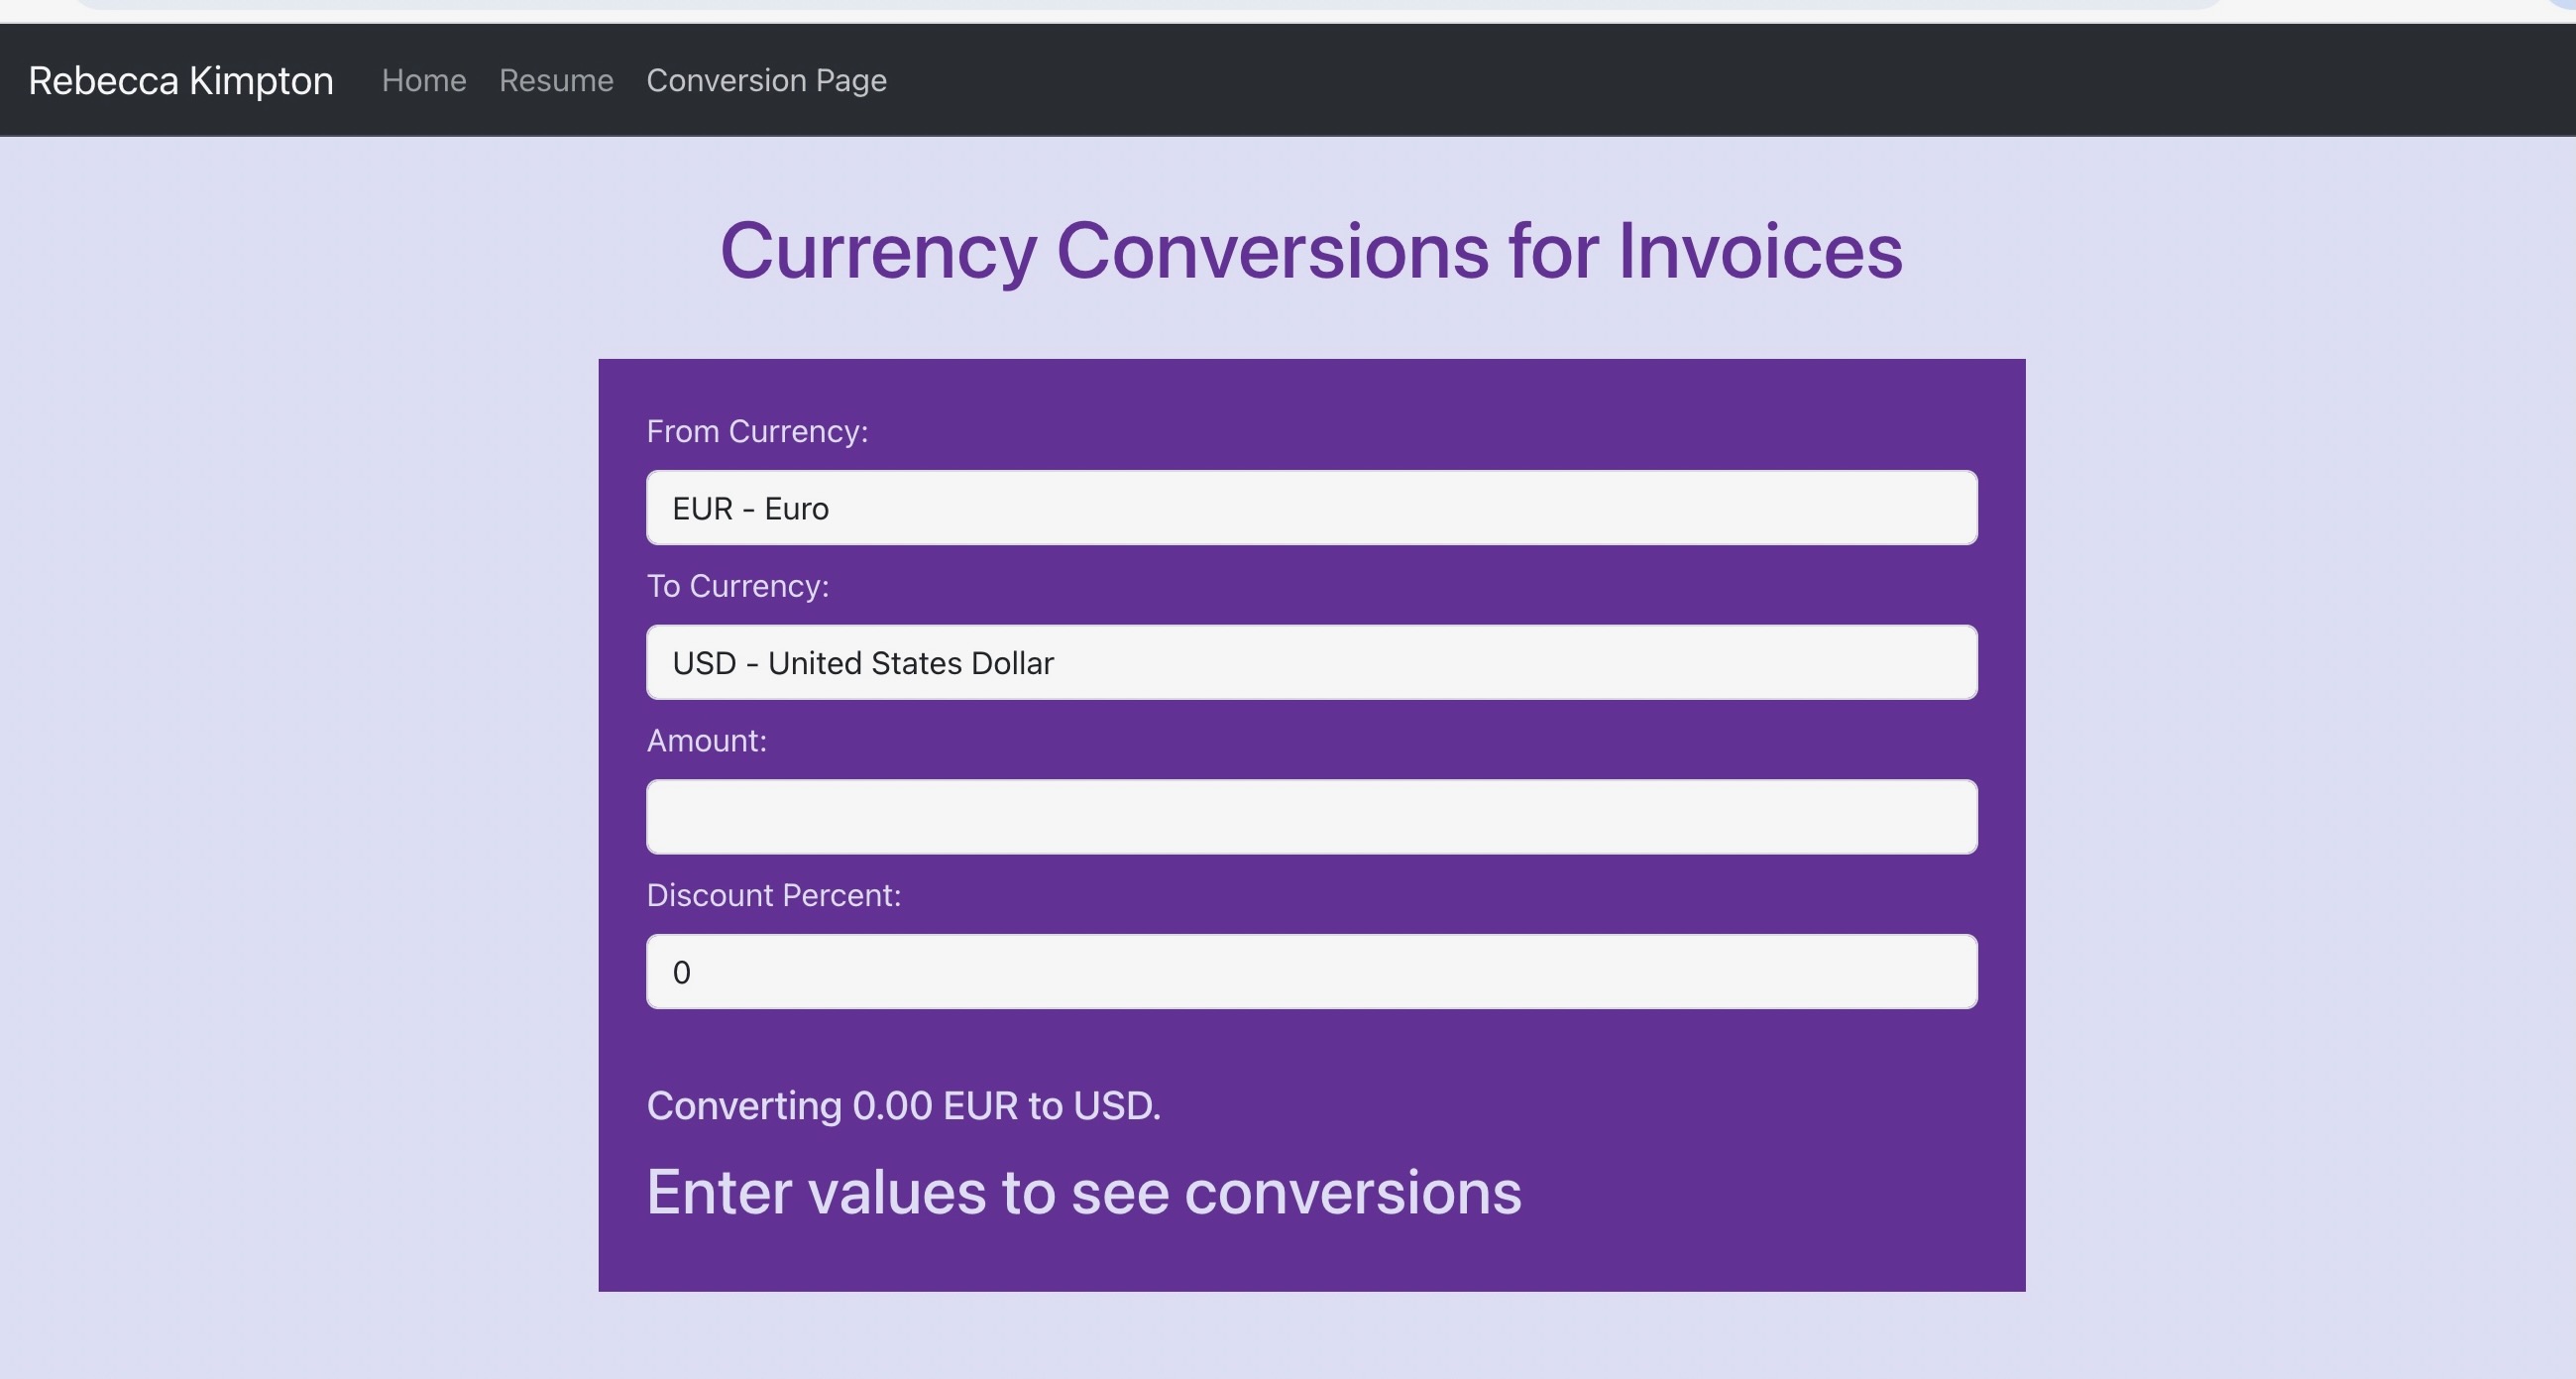 Rebecca Kimpton Home Resume Conversion Page
Currency Conversions for Invoices
From Currency:
EUR - Euro
To Currency:
USD - United States Dollar
Amount:
Discount Percent:
0
Converting 0.00 EUR to USD.
Enter values to see conversions